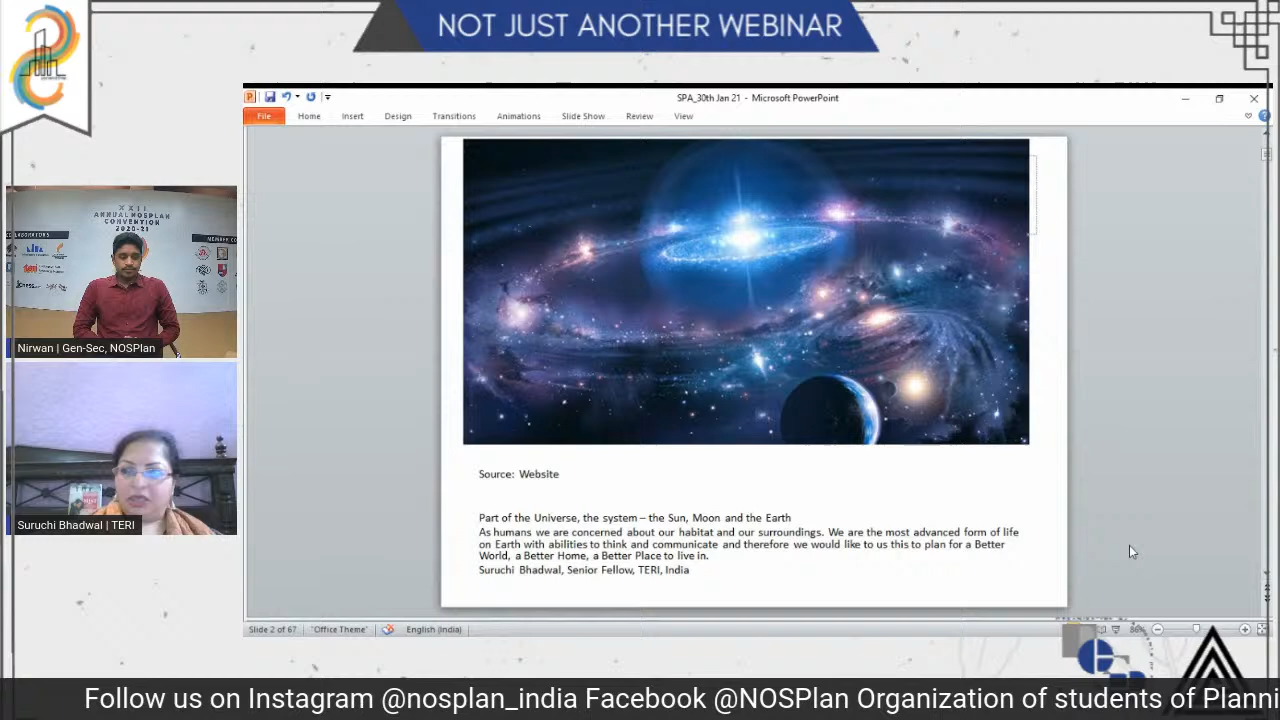 NOT JUST ANOTHER WEBINAR
SPA_30th Jan 21 - Microsoft PowerPoint
File Home Insert Design Transitions Animations Slide Show Review View
XXII
ANNUAL NOSPLAN
CONVENTION
2020-21
MEMBER CO
Nirwan | Gen-Sec, NOSPlan
Suruchi Bhadwal | TERI
Source: Website
Part of the Universe, the system – the Sun, Moon and the Earth
As humans we are concerned about our habitat and our surroundings. We are the most advanced form of life
on Earth with abilities to think and communicate and therefore we would like to us this to plan for a Better
World, a Better Home, a Better Place to live in.
Suruchi Bhadwal, Senior Fellow, TERI, India
Slide 2 of 67 "Office Theme" English (India)
Follow us on Instagram @nosplan_india Facebook @NOSPlan Organization of students of Planni